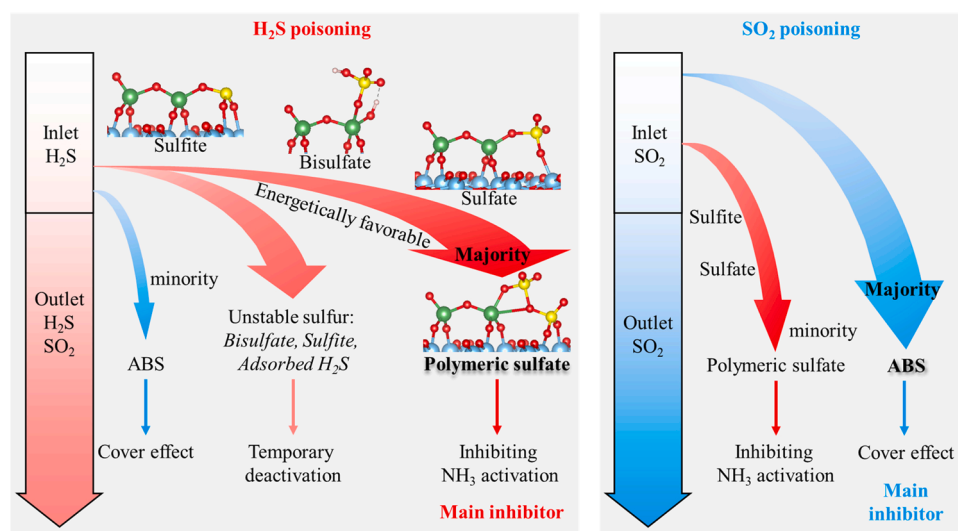 H₂S poisoning
Inlet
H₂S
Sulfite
Bisulfate
Sulfate
Energetically favorable
Majority
minority
Outlet
H₂S
SO₂
ABS
Unstable sulfur:
Bisulfate, Sulfite,
Adsorbed H₂S
Polymeric sulfate
Cover effect
Temporary
deactivation
Inhibiting
NH₃ activation
Main inhibitor
SO₂ poisoning
Inlet
SO₂
Sulfite
Sulfate
Majority
Outlet
SO₂
minority
Polymeric sulfate
ABS
Inhibiting
NH₃ activation
Cover effect
Main
inhibitor